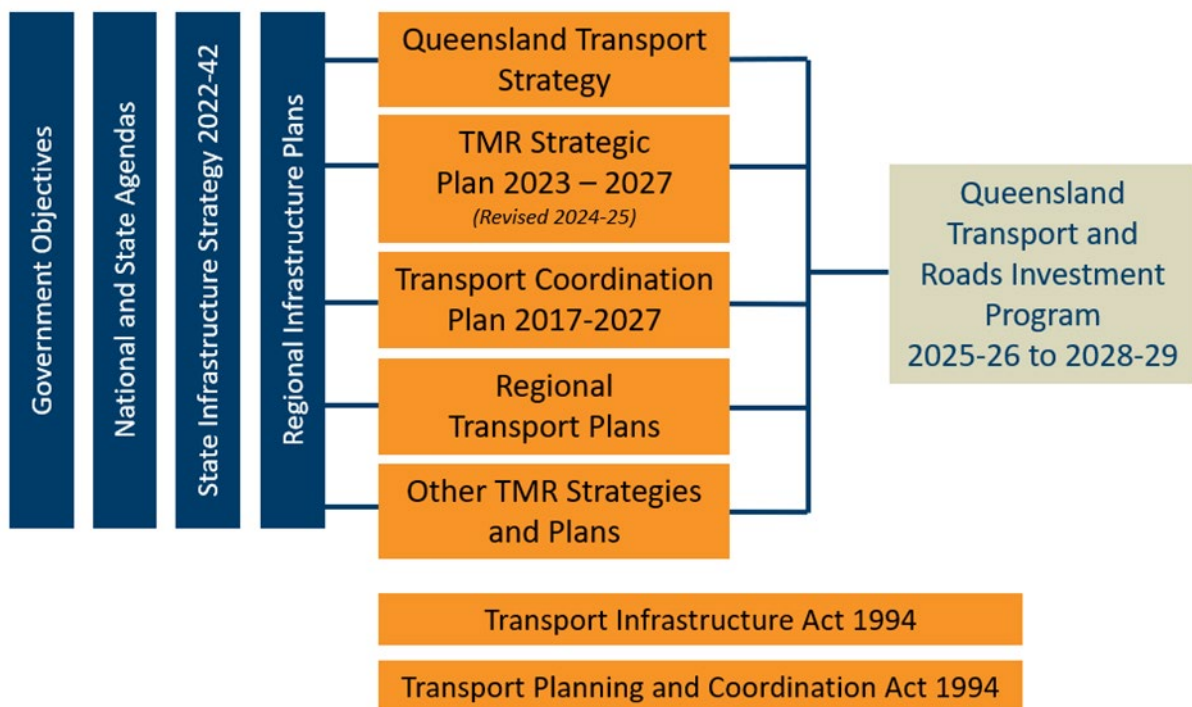 Government Objectives
National and State Agendas
State Infrastructure Strategy 2022-42
Regional Infrastructure Plans
Queensland Transport
Strategy
TMR Strategic
Plan 2023 – 2027
(Revised 2024-25)
Transport Coordination
Plan 2017-2027
Regional
Transport Plans
Other TMR Strategies
and Plans
Queensland
Transport and
Roads Investment
Program
2025-26 to 2028-29
Transport Infrastructure Act 1994
Transport Planning and Coordination Act 1994